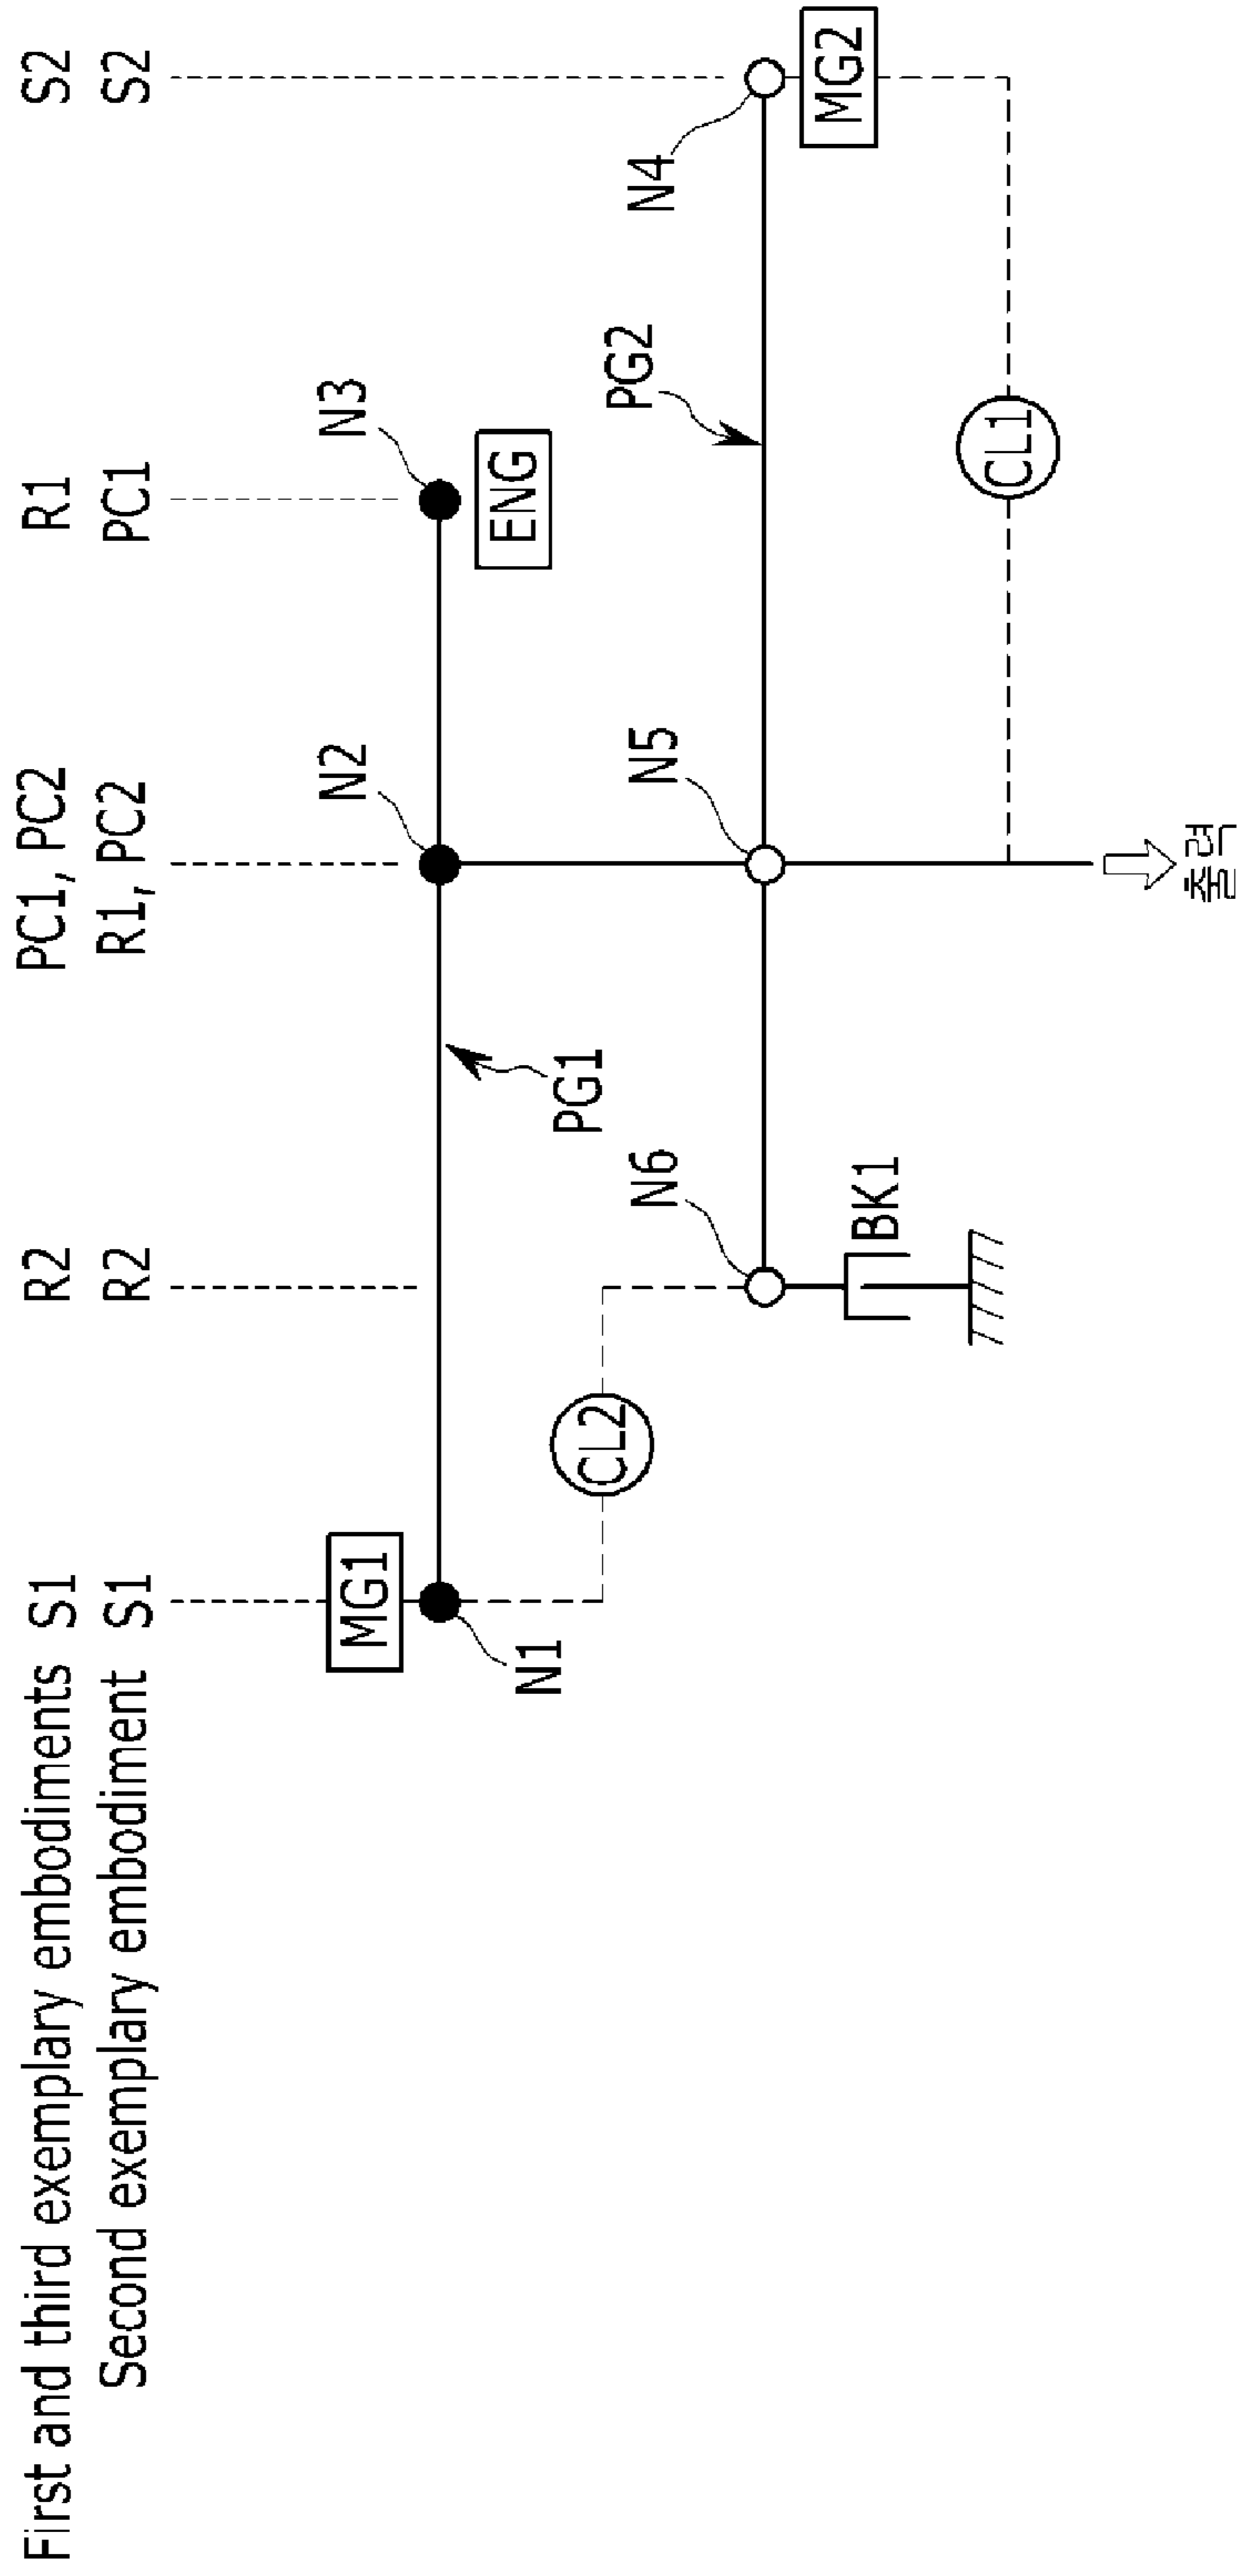 First and third exemplary embodiments S1 R2 PC1, PC2 R1 S2
Second exemplary embodiment S1 R2 R1, PC2 PC1 S2
MG1 N2 N3
N1 ENG
PG1
CL2 N6 N5 PG2 N4
MG2
BK1
CL1
출력